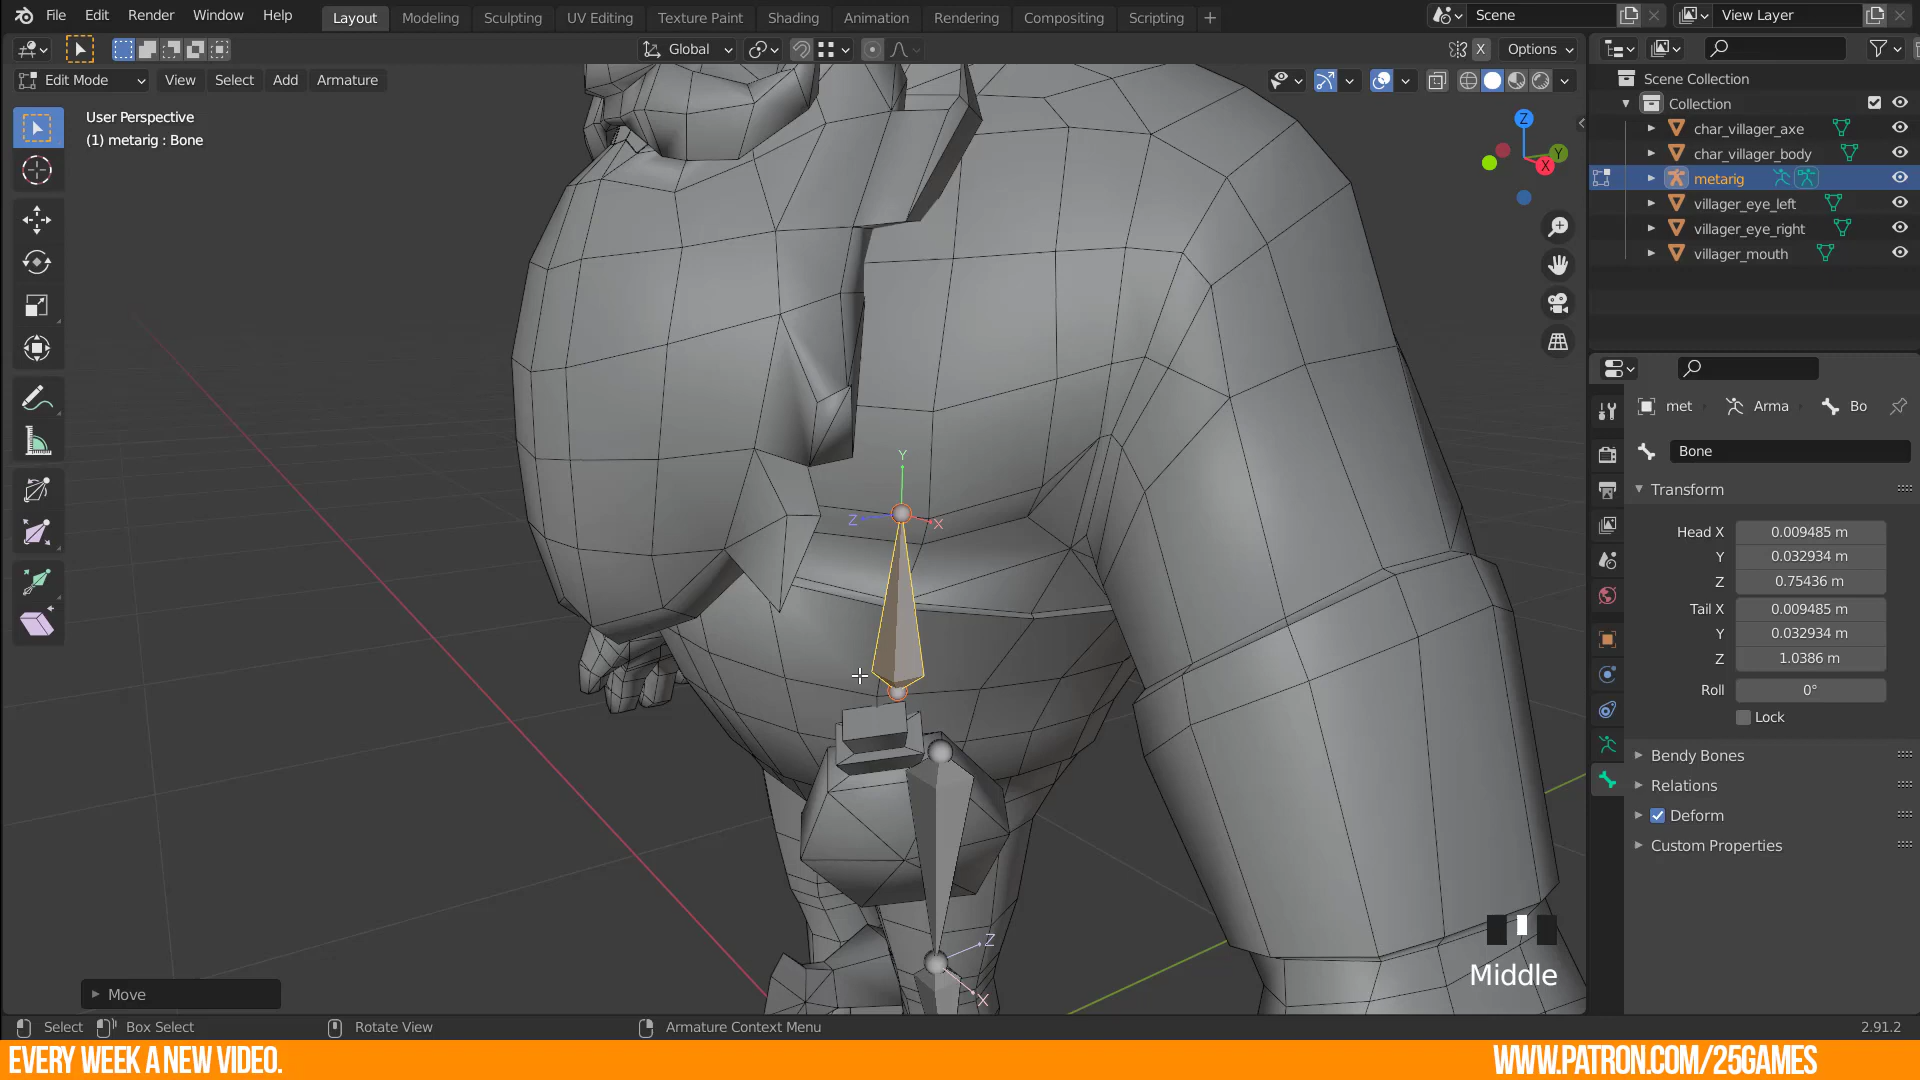 File Edit Render Window Help
Layout Modeling Sculpting UV Editing Texture Paint Shading Animation Rendering Compositing Scripting +
Scene
View Layer
Global
X
Options
Edit Mode View Select Add Armature
User Perspective
(1) metarig : Bone
Z
Y
X
Y
Z
X
Z
X
Scene Collection
Collection
char_villager_axe
char_villager_body
metarig
villager_eye_left
villager_eye_right
villager_mouth
met Arma Bo
Bone
Transform
Head X 0.009485 m
Y 0.032934 m
Z 0.75436 m
Tail X 0.009485 m
Y 0.032934 m
Z 1.0386 m
Roll 0°
Lock
Bendy Bones
Relations
Deform
Custom Properties
Middle
Move
Select Box Select Rotate View Armature Context Menu 2.91.2
EVERY WEEK A NEW VIDEO.
WWW.PATRON.COM/25GAMES